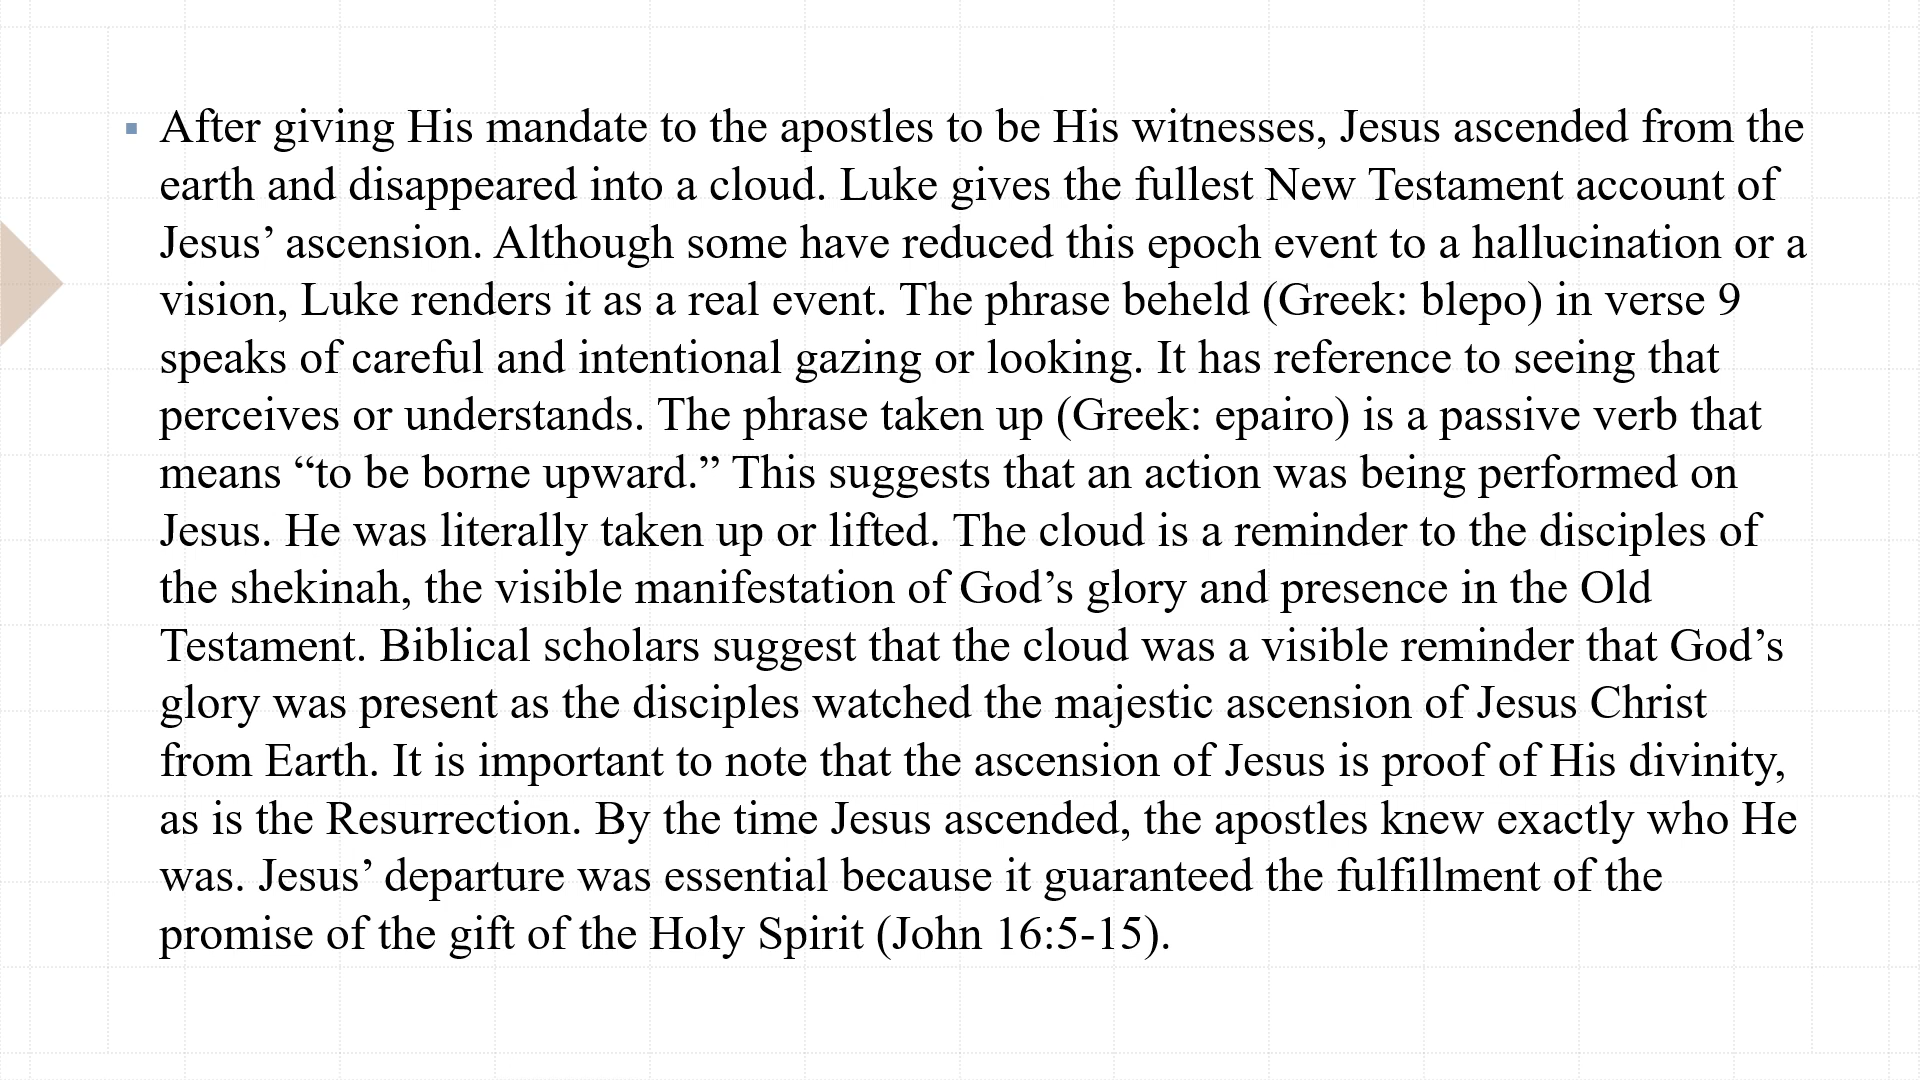 After giving His mandate to the apostles to be His witnesses, Jesus ascended from the
earth and disappeared into a cloud. Luke gives the fullest New Testament account of
Jesus’ ascension. Although some have reduced this epoch event to a hallucination or a
vision, Luke renders it as a real event. The phrase beheld (Greek: blepo) in verse 9
speaks of careful and intentional gazing or looking. It has reference to seeing that
perceives or understands. The phrase taken up (Greek: epairo) is a passive verb that
means “to be borne upward.” This suggests that an action was being performed on
Jesus. He was literally taken up or lifted. The cloud is a reminder to the disciples of
the shekinah, the visible manifestation of God’s glory and presence in the Old
Testament. Biblical scholars suggest that the cloud was a visible reminder that God’s
glory was present as the disciples watched the majestic ascension of Jesus Christ
from Earth. It is important to note that the ascension of Jesus is proof of His divinity,
as is the Resurrection. By the time Jesus ascended, the apostles knew exactly who He
was. Jesus’ departure was essential because it guaranteed the fulfillment of the
promise of the gift of the Holy Spirit (John 16:5-15).